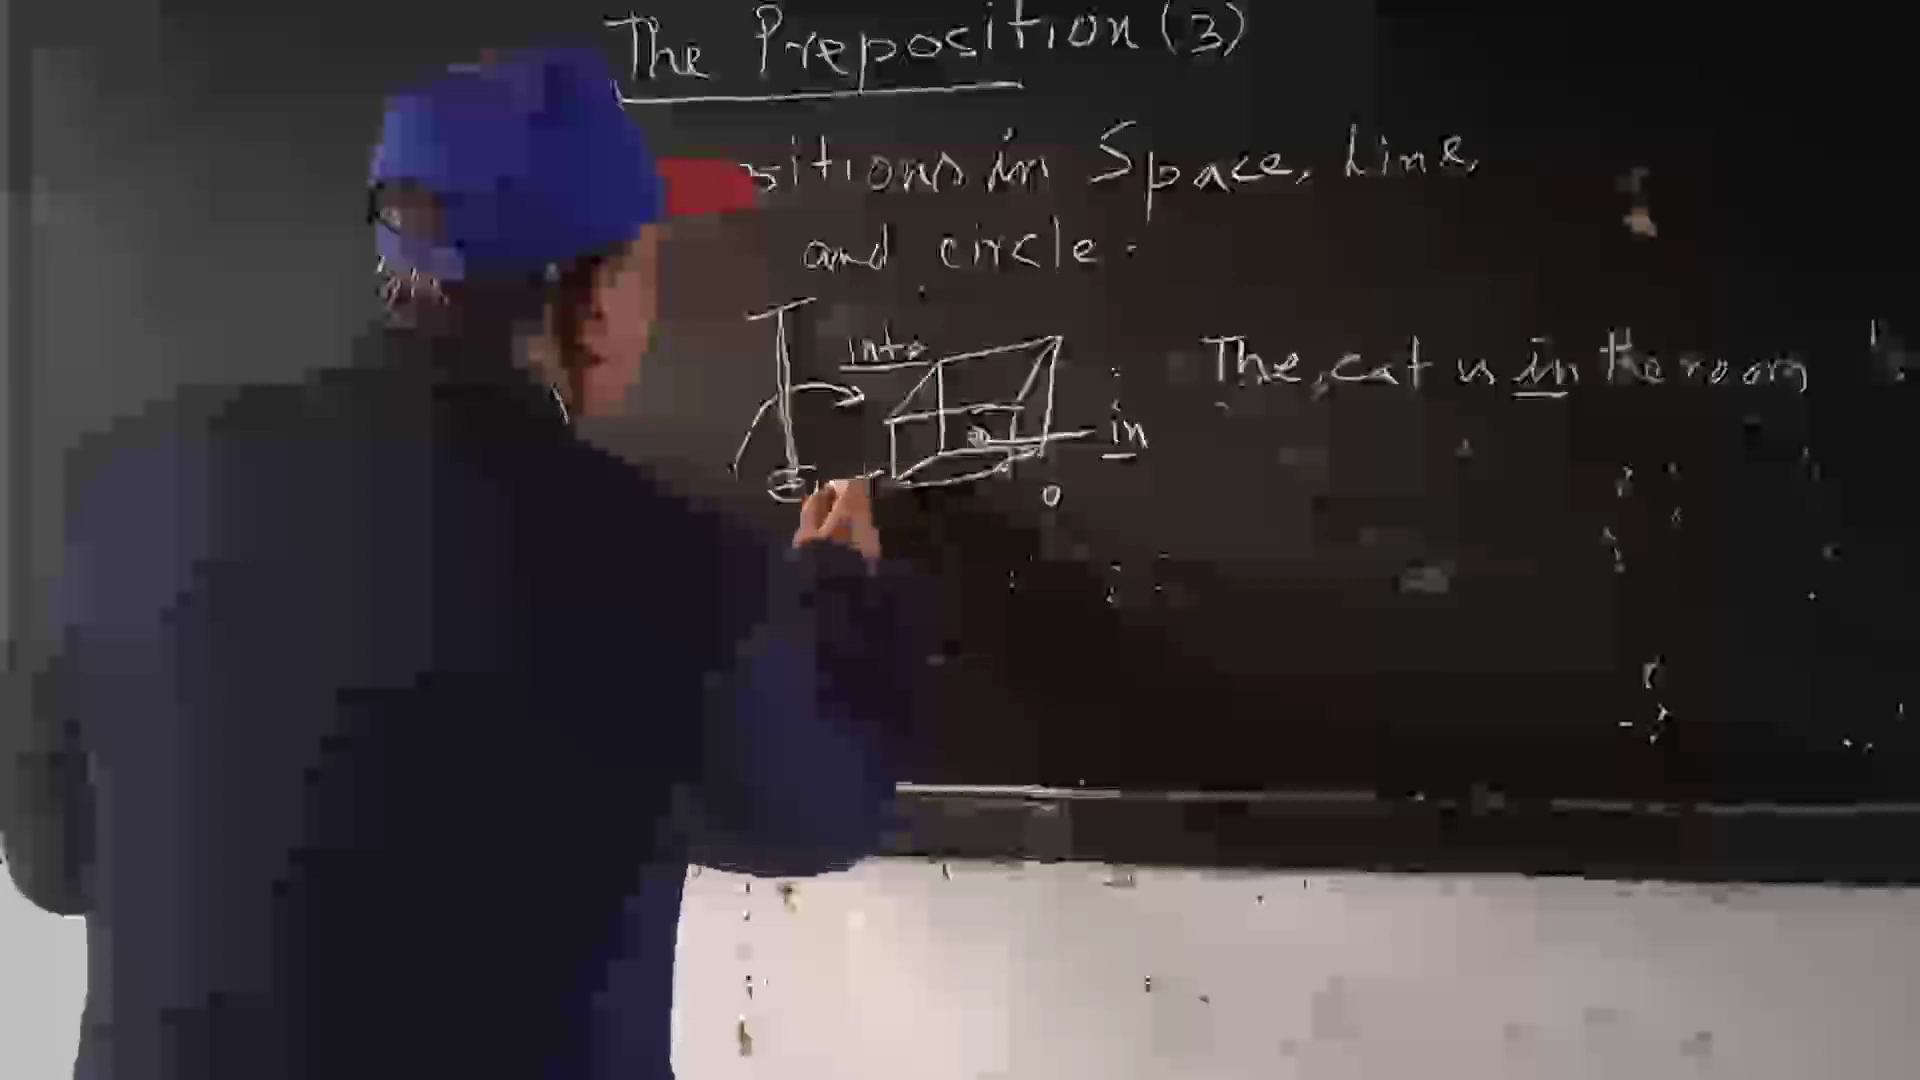 The Preposition (3)
sitions in Space, Line,
and circle.
into
The cat is in the room
in